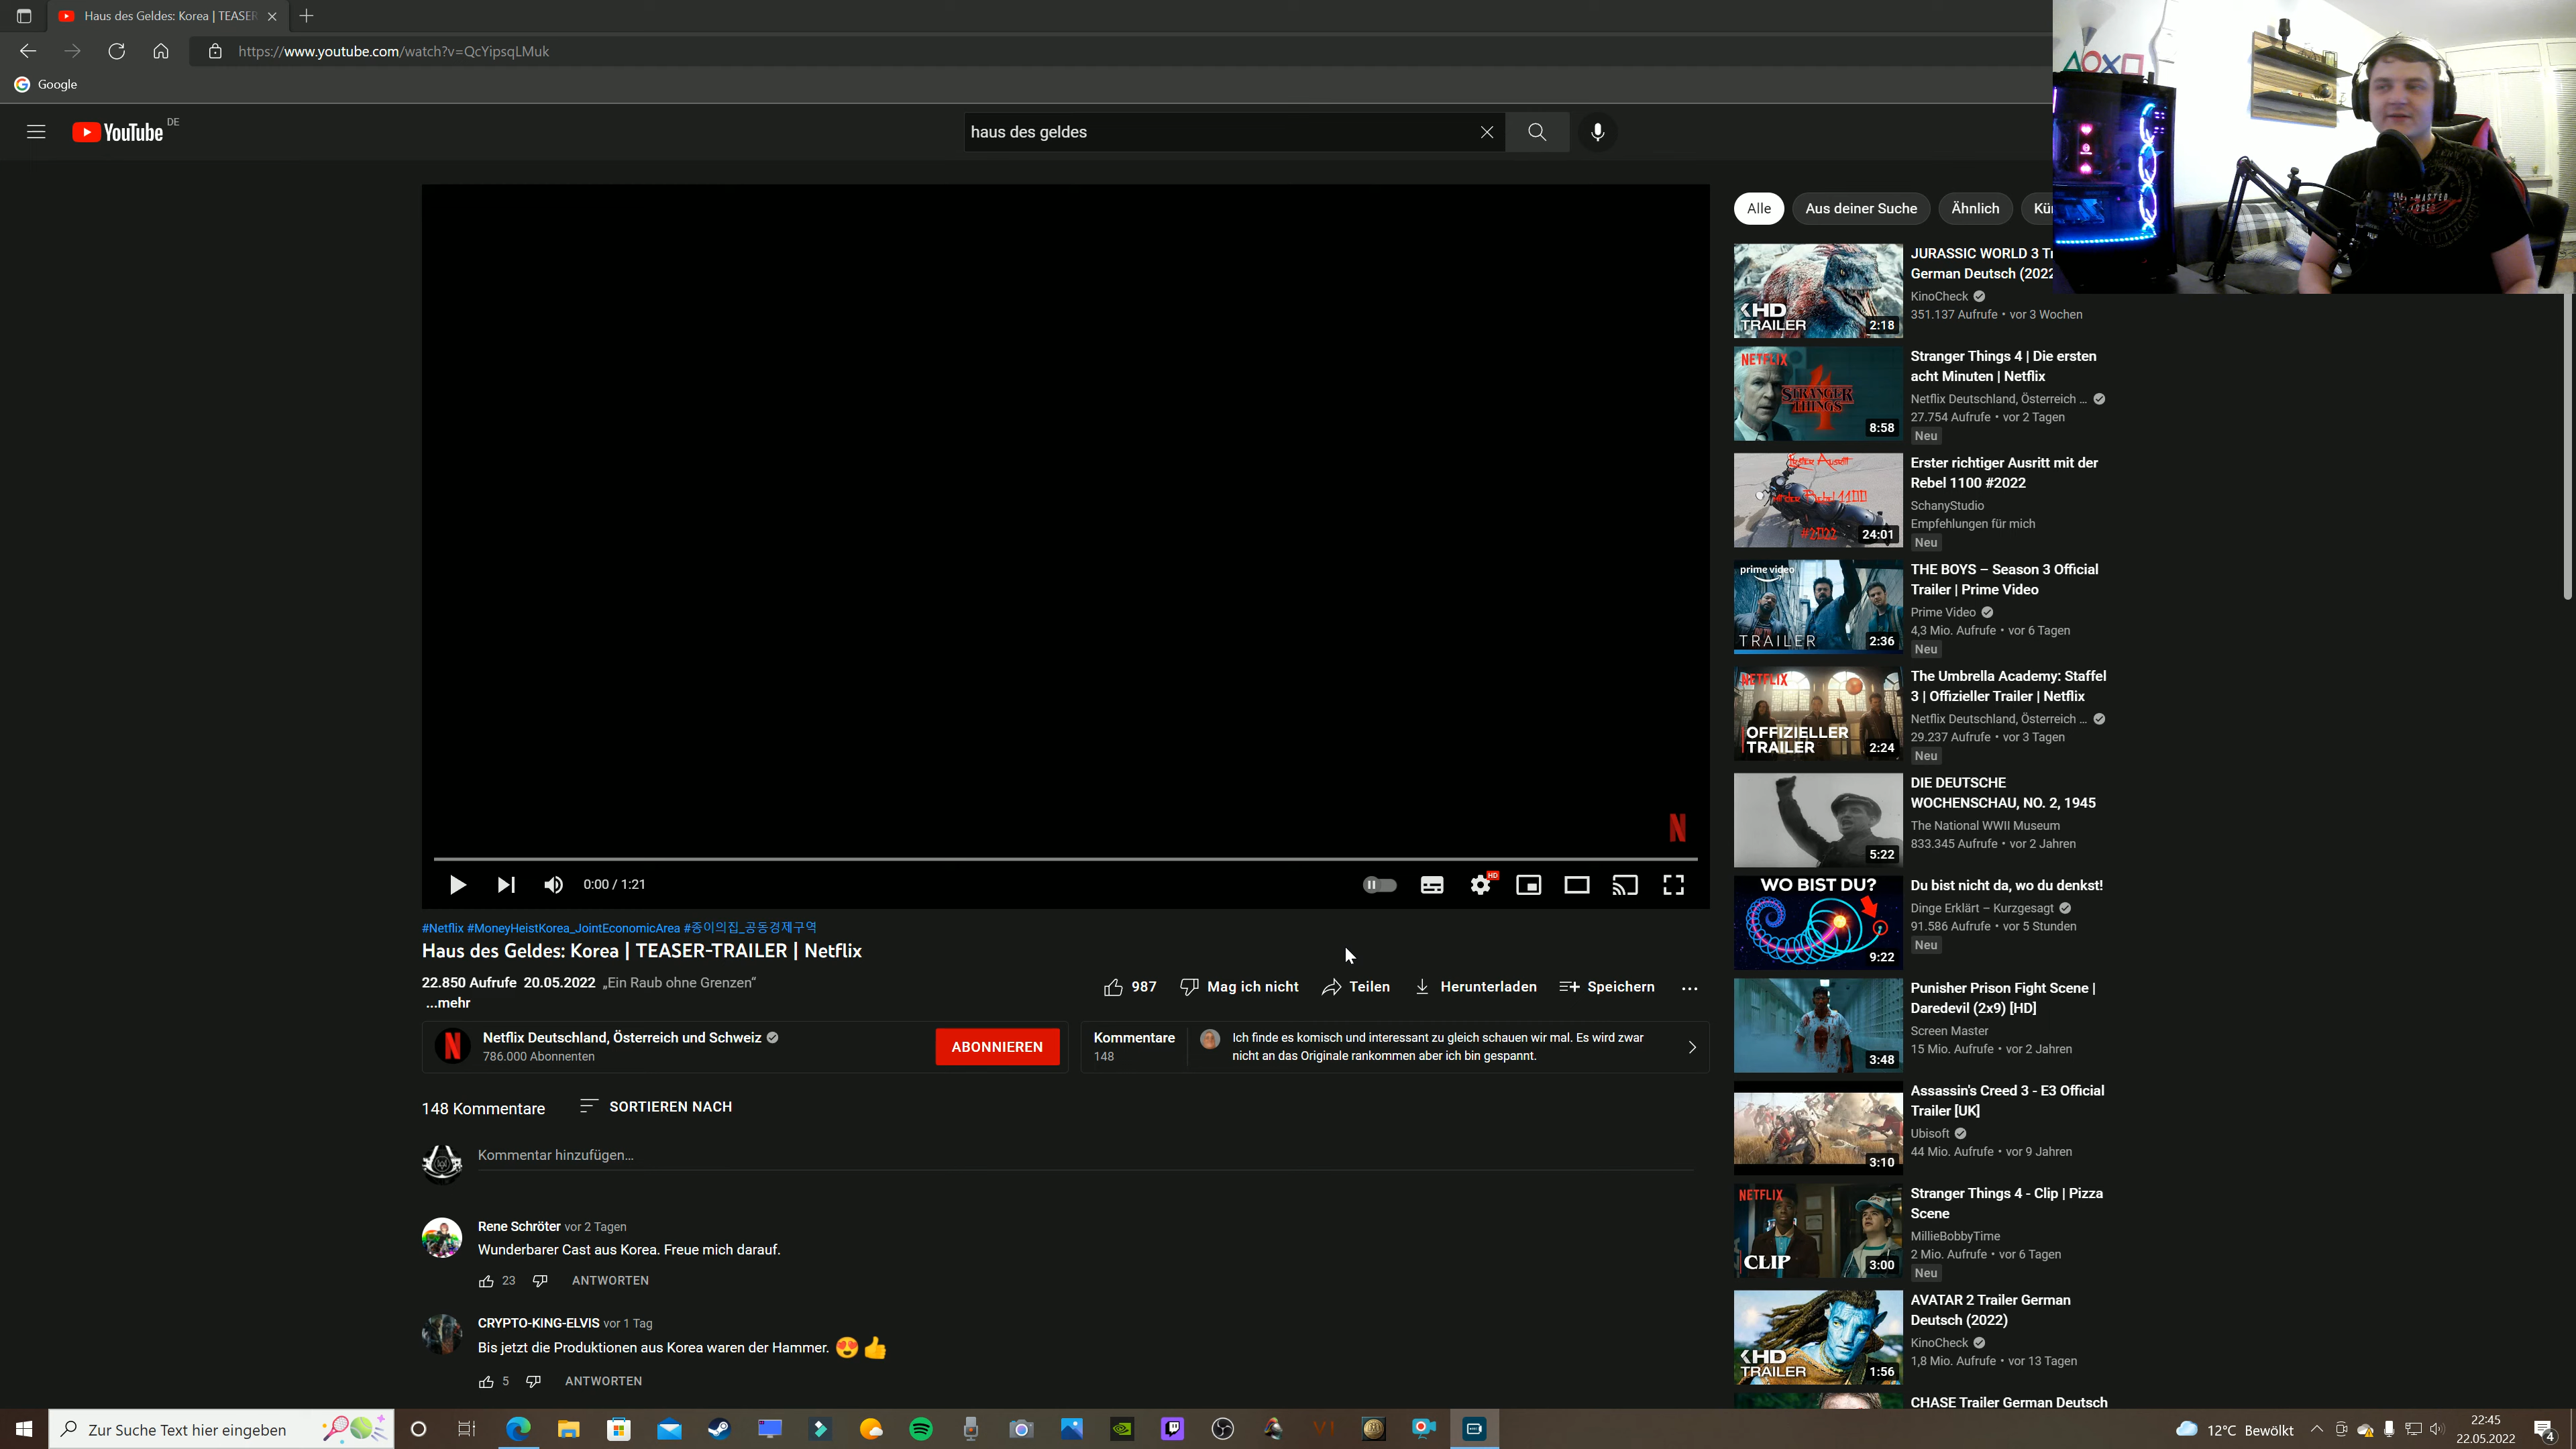 Haus des Geldes: Korea | TEASER
https://www.youtube.com/watch?v=QcYipsqLMuk
Google
YouTube DE
haus des geldes
Alle
Aus deiner Suche
Ähnlich
0:00 / 1:21
HD
#Netflix #MoneyHeistKorea_JointEconomicArea #종이의집_공동경제구역
Haus des Geldes: Korea | TEASER-TRAILER | Netflix
22.850 Aufrufe 20.05.2022 „Ein Raub ohne Grenzen“
...mehr
987
Mag ich nicht
Teilen
Herunterladen
Speichern
Netflix Deutschland, Österreich und Schweiz
786.000 Abonnenten
ABONNIEREN
Kommentare
148
Ich finde es komisch und interessant zu gleich schauen wir mal. Es wird zwar
nicht an das Originale rankommen aber ich bin gespannt.
148 Kommentare
SORTIEREN NACH
Kommentar hinzufügen...
Rene Schröter vor 2 Tagen
Wunderbarer Cast aus Korea. Freue mich darauf.
23
ANTWORTEN
CRYPTO-KING-ELVIS vor 1 Tag
Bis jetzt die Produktionen aus Korea waren der Hammer. 😍👍
5
ANTWORTEN
KHD
TRAILER
2:18
JURASSIC WORLD 3
German Deutsch (2022
KinoCheck
351.137 Aufrufe • vor 3 Wochen
NETFLIX
STRANGER
THINGS
4
8:58
Stranger Things 4 | Die ersten
acht Minuten | Netflix
Netflix Deutschland, Österreich ...
27.754 Aufrufe • vor 2 Tagen
Neu
Erster Ausritt
Rebel 1100
#2022
24:01
Erster richtiger Ausritt mit der
Rebel 1100 #2022
SchanyStudio
Empfehlungen für mich
Neu
prime video
TRAILER
2:36
THE BOYS – Season 3 Official
Trailer | Prime Video
Prime Video
4,3 Mio. Aufrufe • vor 6 Tagen
Neu
NETFLIX
OFFIZIELLER
TRAILER
2:24
The Umbrella Academy: Staffel
3 | Offizieller Trailer | Netflix
Netflix Deutschland, Österreich ...
29.237 Aufrufe • vor 3 Tagen
Neu
5:22
DIE DEUTSCHE
WOCHENSCHAU, NO. 2, 1945
The National WWII Museum
833.345 Aufrufe • vor 2 Jahren
WO BIST DU?
9:22
Du bist nicht da, wo du denkst!
Dinge Erklärt – Kurzgesagt
91.586 Aufrufe • vor 5 Stunden
Neu
3:48
Punisher Prison Fight Scene |
Daredevil (2x9) [HD]
Screen Master
15 Mio. Aufrufe • vor 2 Jahren
3:10
Assassin's Creed 3 - E3 Official
Trailer [UK]
Ubisoft
44 Mio. Aufrufe • vor 9 Jahren
NETFLIX
CLIP
3:00
Stranger Things 4 - Clip | Pizza
Scene
MillieBobbyTime
2 Mio. Aufrufe • vor 6 Tagen
Neu
KHD
TRAILER
1:56
AVATAR 2 Trailer German
Deutsch (2022)
KinoCheck
1,8 Mio. Aufrufe • vor 13 Tagen
CHASE Trailer German Deutsch
Zur Suche Text hier eingeben
12°C Bewölkt
22:45
22.05.2022
4